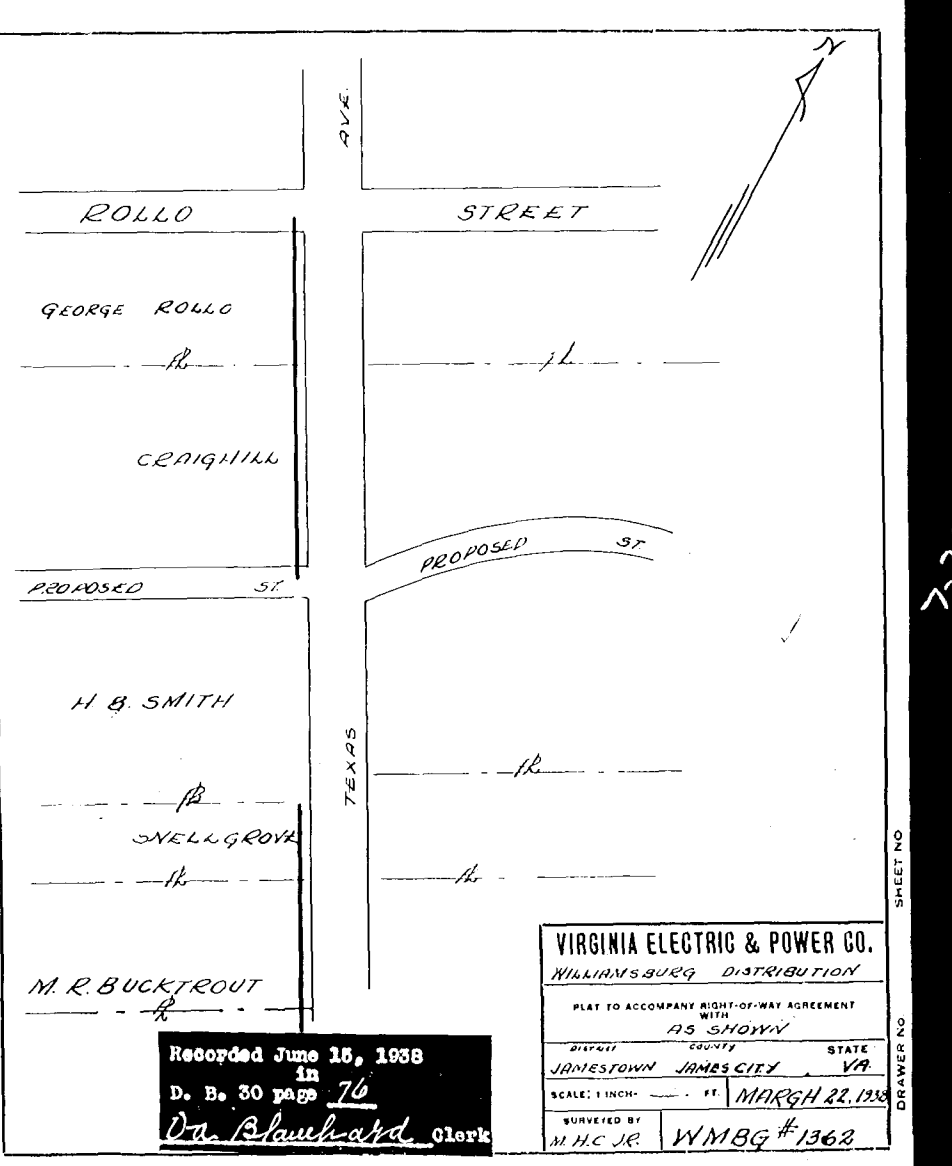 N
AVE.
ROLLO STREET
GEORGE ROLLO
CRAIGHILL
PROPOSED ST.
PROPOSED ST.
H. B. SMITH
TEXAS
SNELLGROVE
M. R. BUCKTROUT
SHEET NO
DRAWER NO.
VIRGINIA ELECTRIC & POWER CO.
WILLIAMSBURG DISTRIBUTION
PLAT TO ACCOMPANY RIGHT-OF-WAY AGREEMENT
WITH
AS SHOWN
DISTRICT COUNTY STATE
JAMESTOWN JAMES CITY VA.
SCALE; 1 INCH- — FT. MARCH 22, 1938
SURVEYED BY
M.H.C JR. WMBG #1362
Recorded June 15, 1938
in
D. B. 30 page 76
Va. Blanchard Clerk